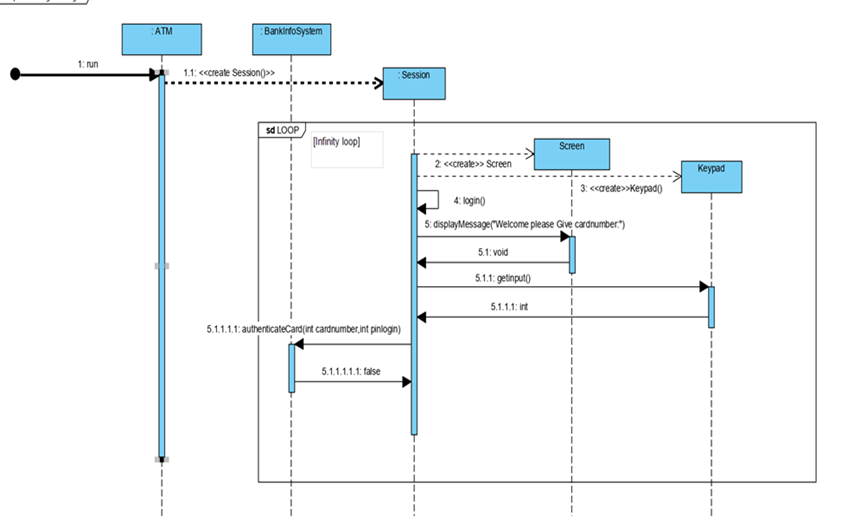 : ATM
: BankInfoSystem
1: run
1.1: <<create Session()>>
: Session
sd LOOP
[Infinity loop]
Screen
2: <<create>> Screen
Keypad
3: <<create>>Keypad()
4: login()
5: displayMessage("Welcome please Give cardnumber:")
5.1: void
5.1.1: getinput()
5.1.1.1: int
5.1.1.1.1: authenticateCard(int cardnumber,int pinlogin)
5.1.1.1.1.1: false